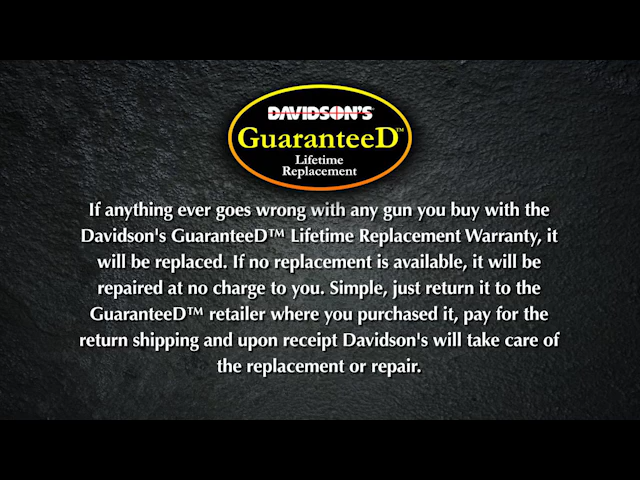 DAVIDSON'S
GuaranteeD™
Lifetime
Replacement
If anything ever goes wrong with any gun you buy with the
Davidson's GuaranteeD™ Lifetime Replacement Warranty, it
will be replaced. If no replacement is available, it will be
repaired at no charge to you. Simple, just return it to the
GuaranteeD™ retailer where you purchased it, pay for the
return shipping and upon receipt Davidson's will take care of
the replacement or repair.